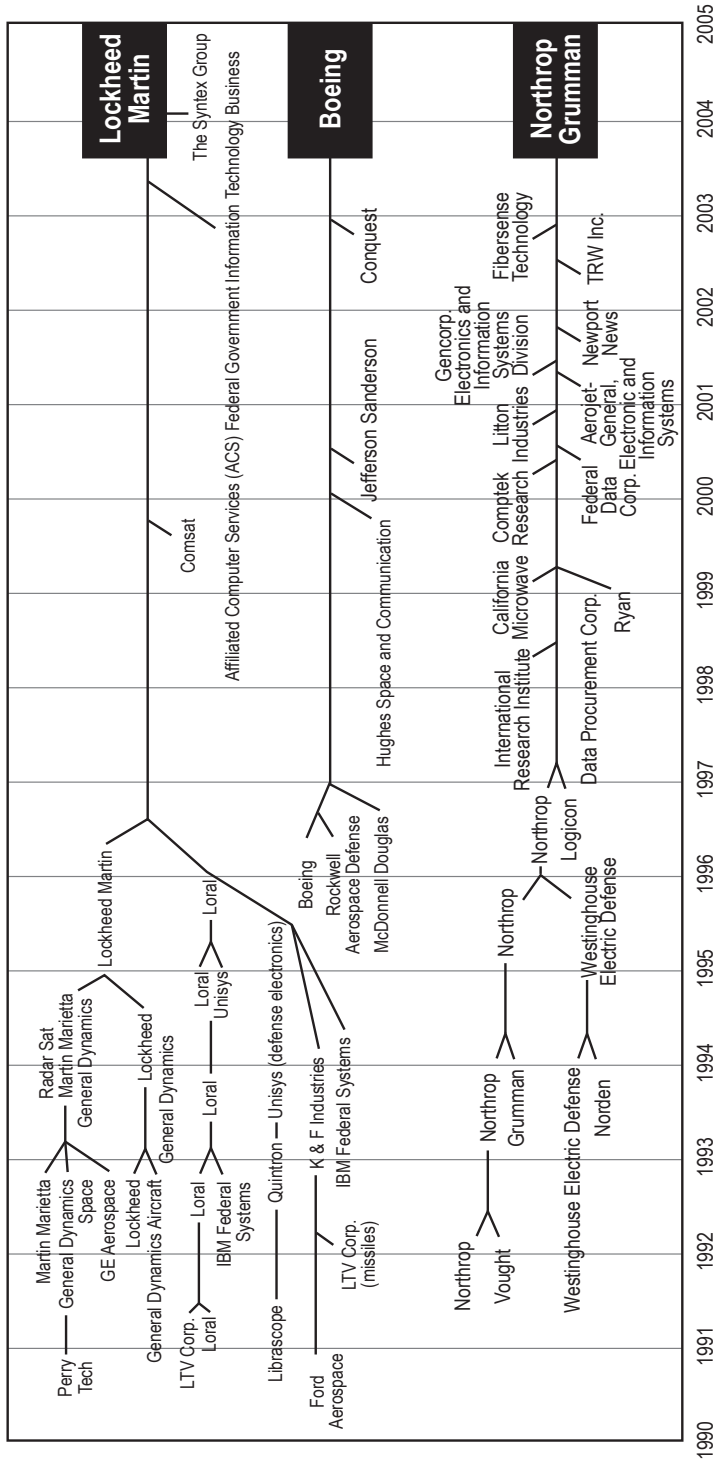 Lockheed
Martin
Boeing
Northrop
Grumman
Martin Marietta
General Dynamics
Space
GE Aerospace
Perry
Tech
Radar Sat
Martin Marietta
General Dynamics
Lockheed
General Dynamics Aircraft
Lockheed
General Dynamics
Lockheed Martin
LTV Corp.
Loral
Loral
IBM Federal
Systems
Loral
Loral
Unisys
Loral
Librascope
Quintron
Unisys (defense electronics)
Ford
Aerospace
LTV Corp.
(missiles)
K & F Industries
IBM Federal Systems
Comsat
Affiliated Computer Services (ACS) Federal Government Information Technology Business
The Syntex Group
Boeing
Rockwell
Aerospace Defense
McDonnell Douglas
Hughes Space and Communication
Jefferson Sanderson
Conquest
Northrop
Vought
Northrop
Grumman
Northrop
Westinghouse Electric Defense
Norden
Westinghouse
Electric Defense
Northrop
Logicon
International
Research Institute
Data Procurement Corp.
California
Microwave
Ryan
Comptek
Research
Federal
Data
Corp.
Litton
Industries
Aerojet-
General,
Electronic and
Information
Systems
Gencorp.
Electronics and
Information
Systems
Division
Newport
News
TRW Inc.
Fibersense
Technology
1990
1991
1992
1993
1994
1995
1996
1997
1998
1999
2000
2001
2002
2003
2004
2005